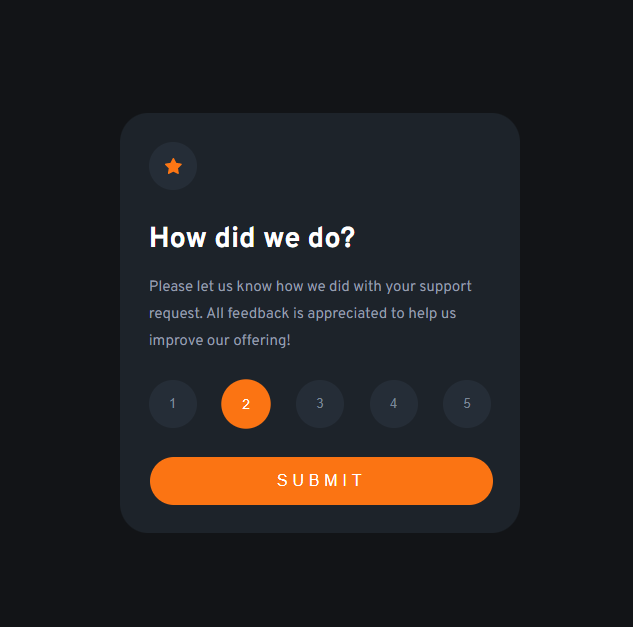 How did we do?
Please let us know how we did with your support
request. All feedback is appreciated to help us
improve our offering!
1 2 3 4 5
SUBMIT